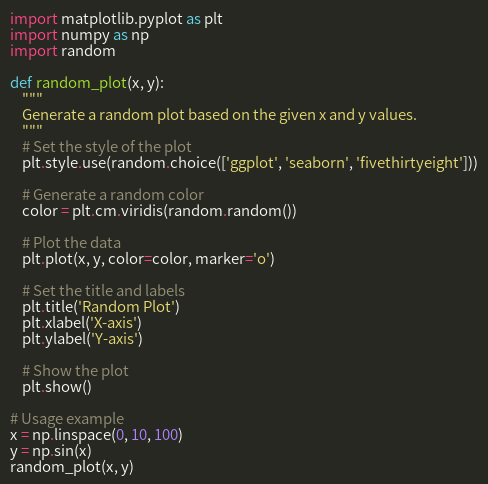 import matplotlib.pyplot as plt
import numpy as np
import random

def random_plot(x, y):
    """
    Generate a random plot based on the given x and y values.
    """
    # Set the style of the plot
    plt.style.use(random.choice(['ggplot', 'seaborn', 'fivethirtyeight']))

    # Generate a random color
    color = plt.cm.viridis(random.random())

    # Plot the data
    plt.plot(x, y, color=color, marker='o')

    # Set the title and labels
    plt.title('Random Plot')
    plt.xlabel('X-axis')
    plt.ylabel('Y-axis')

    # Show the plot
    plt.show()

# Usage example
x = np.linspace(0, 10, 100)
y = np.sin(x)
random_plot(x, y)